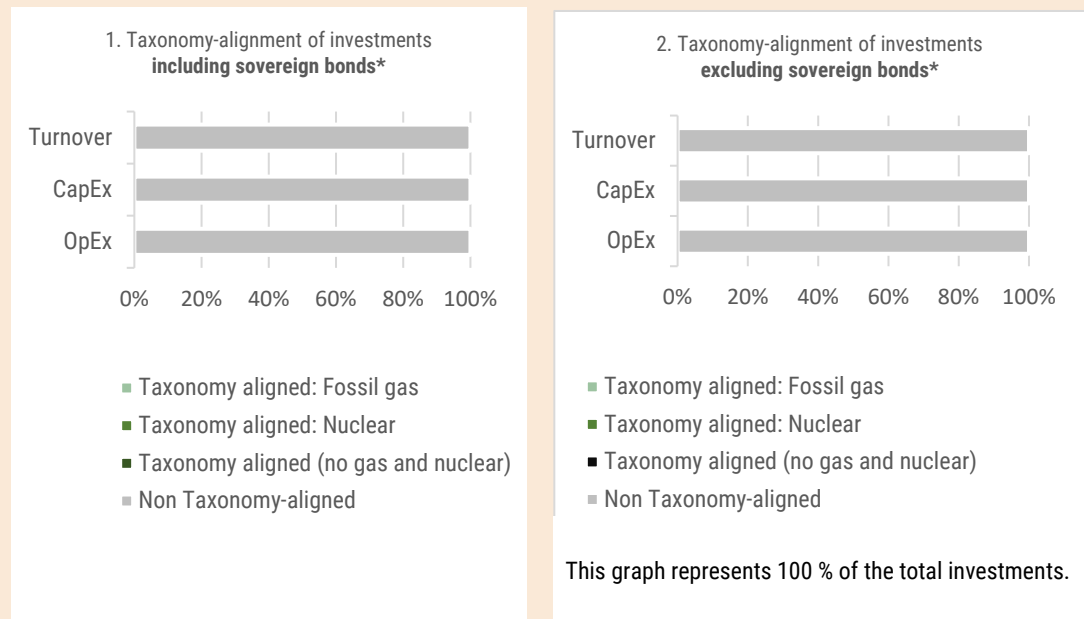 1. Taxonomy-alignment of investments
including sovereign bonds*
Turnover
CapEx
OpEx
0% 20% 40% 60% 80% 100%
Taxonomy aligned: Fossil gas
Taxonomy aligned: Nuclear
Taxonomy aligned (no gas and nuclear)
Non Taxonomy-aligned
2. Taxonomy-alignment of investments
excluding sovereign bonds*
Turnover
CapEx
OpEx
0% 20% 40% 60% 80% 100%
Taxonomy aligned: Fossil gas
Taxonomy aligned: Nuclear
Taxonomy aligned (no gas and nuclear)
Non Taxonomy-aligned
This graph represents 100 % of the total investments.